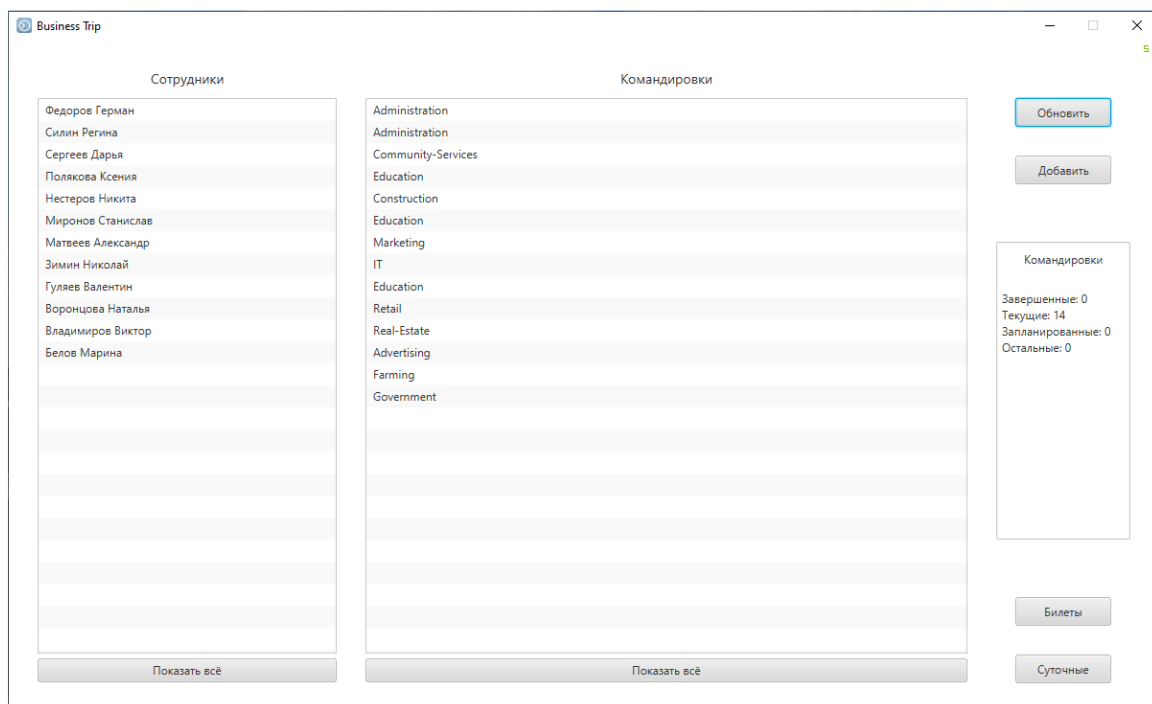 Business Trip
5
Сотрудники
Федоров Герман
Силин Регина
Сергеев Дарья
Полякова Ксения
Нестеров Никита
Миронов Станислав
Матвеев Александр
Зимин Николай
Гуляев Валентин
Воронцова Наталья
Владимиров Виктор
Белов Марина
Показать всё
Командировки
Administration
Administration
Community-Services
Education
Construction
Education
Marketing
IT
Education
Retail
Real-Estate
Advertising
Farming
Government
Показать всё
Обновить
Добавить
Командировки
Завершенные: 0
Текущие: 14
Запланированные: 0
Остальные: 0
Билеты
Суточные